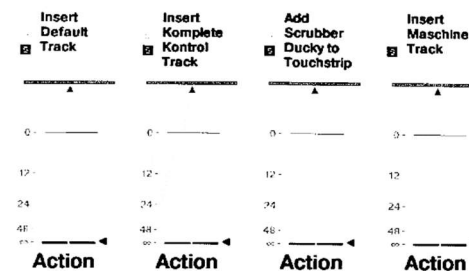 Insert
Default
S Track
0 -
12 -
24
48 -
∞ -
Action
Insert
Komplete
Kontrol
S Track
0 -
12 -
24 -
48 -
∞ -
Action
Add
Scrubber
S Ducky to
Touchstrip
0 -
12 -
24
48 -
∞ -
Action
Insert
S Maschine
Track
0 -
12
24
48 -
∞ -
Action